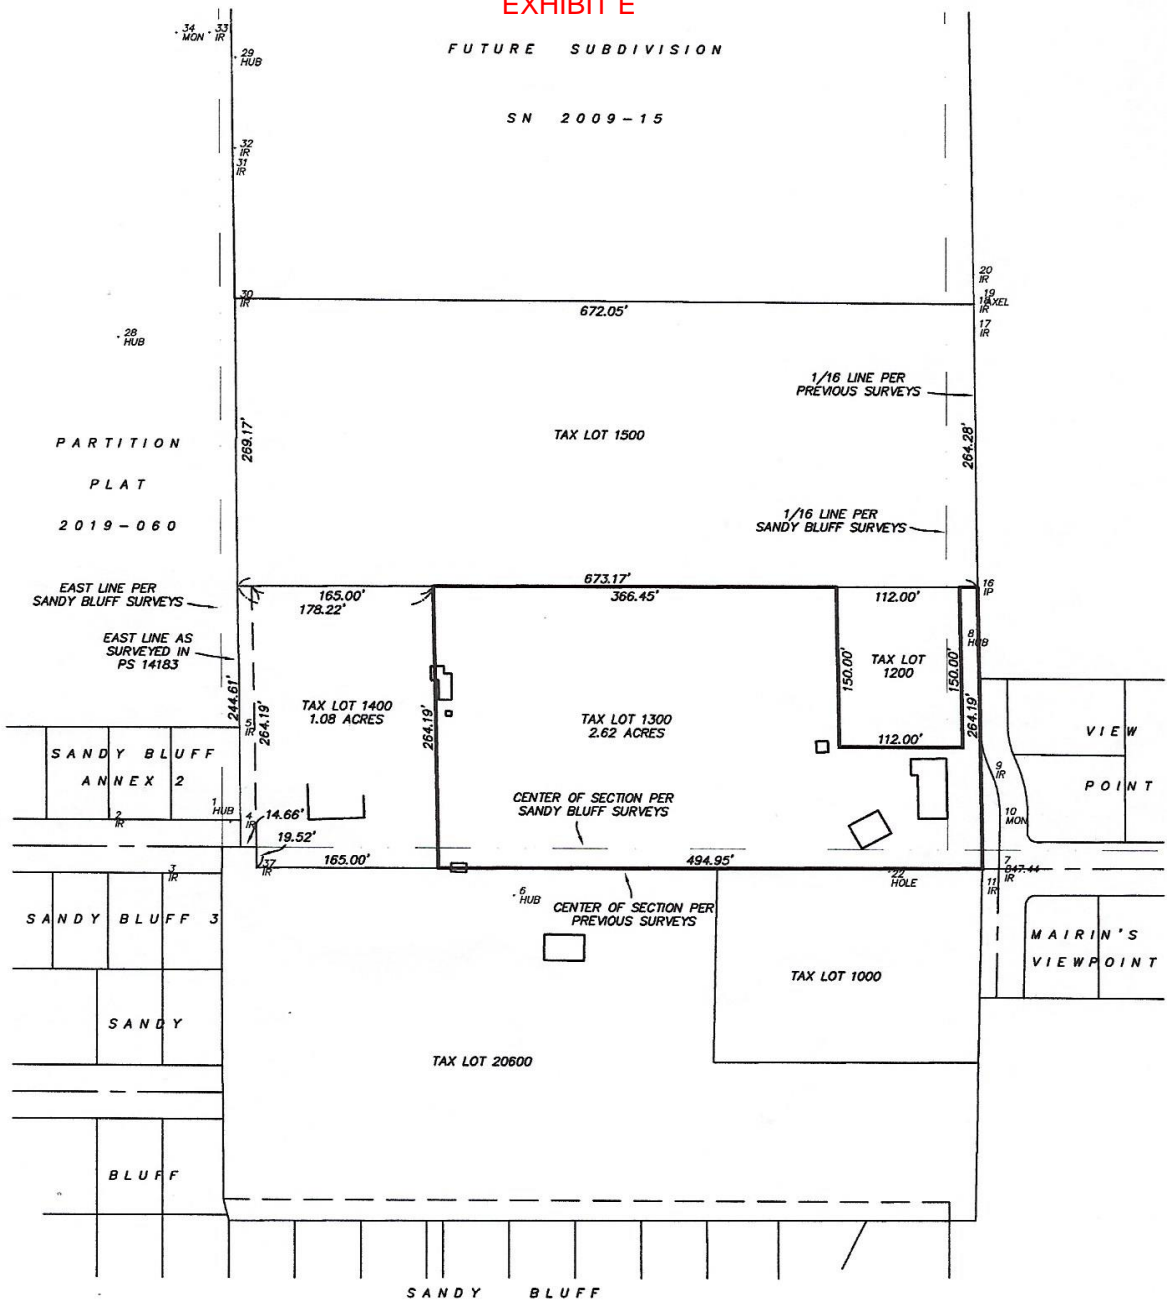 EXHIBIT E
34
MON
33
IR
29
HUB
FUTURE SUBDIVISION
SN 2009-15
32
IR
31
IR
20
IR
19
AXEL
IR
17
IR
30
IR
672.05'
28
HUB
1/16 LINE PER
PREVIOUS SURVEYS
269.17'
TAX LOT 1500
264.28'
PARTITION
PLAT
2019-060
1/16 LINE PER
SANDY BLUFF SURVEYS
EAST LINE PER
SANDY BLUFF SURVEYS
673.17'
165.00'
178.22'
366.45'
112.00'
16
IP
EAST LINE AS
SURVEYED IN
PS 14183
8
HUB
150.00'
TAX LOT
1200
150.00'
244.61'
264.19'
TAX LOT 1400
1.08 ACRES
264.19'
TAX LOT 1300
2.62 ACRES
264.19'
5
IR
112.00'
SANDY BLUFF
ANNEX 2
VIEW
POINT
9
IR
10
MON
1
HUB
2
IR
4
IR
14.66'
19.52'
CENTER OF SECTION PER
SANDY BLUFF SURVEYS
3
IR
37
IR
165.00'
494.95'
7
IR
847.44
22
HOLE
11
IR
6
HUB
CENTER OF SECTION PER
PREVIOUS SURVEYS
SANDY BLUFF 3
MAIRIN'S
VIEWPOINT
TAX LOT 1000
SANDY
TAX LOT 20600
BLUFF
SANDY BLUFF